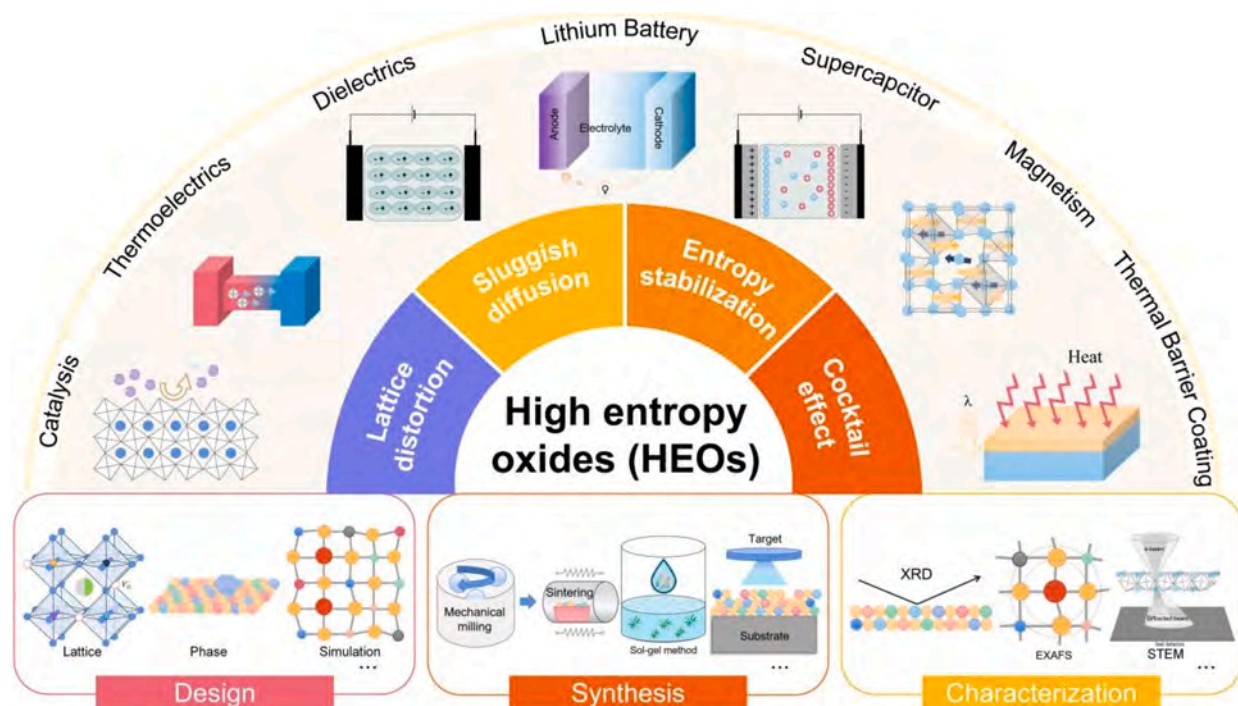 Lithium Battery
Dielectrics
Supercapcitor
Thermoelectrics
Magnetism
Catalysis
Thermal Barrier Coating
Anode
Electrolyte
Cathode
Heat
λ
Sluggish
diffusion
Entropy
stabilization
Lattice
distortion
Cocktail
effect
High entropy
oxides (HEOs)
Lattice
Phase
Simulation
...
Design
Mechanical
milling
Sintering
Sol-gel method
Target
Substrate
...
Synthesis
XRD
EXAFS
STEM
...
Characterization